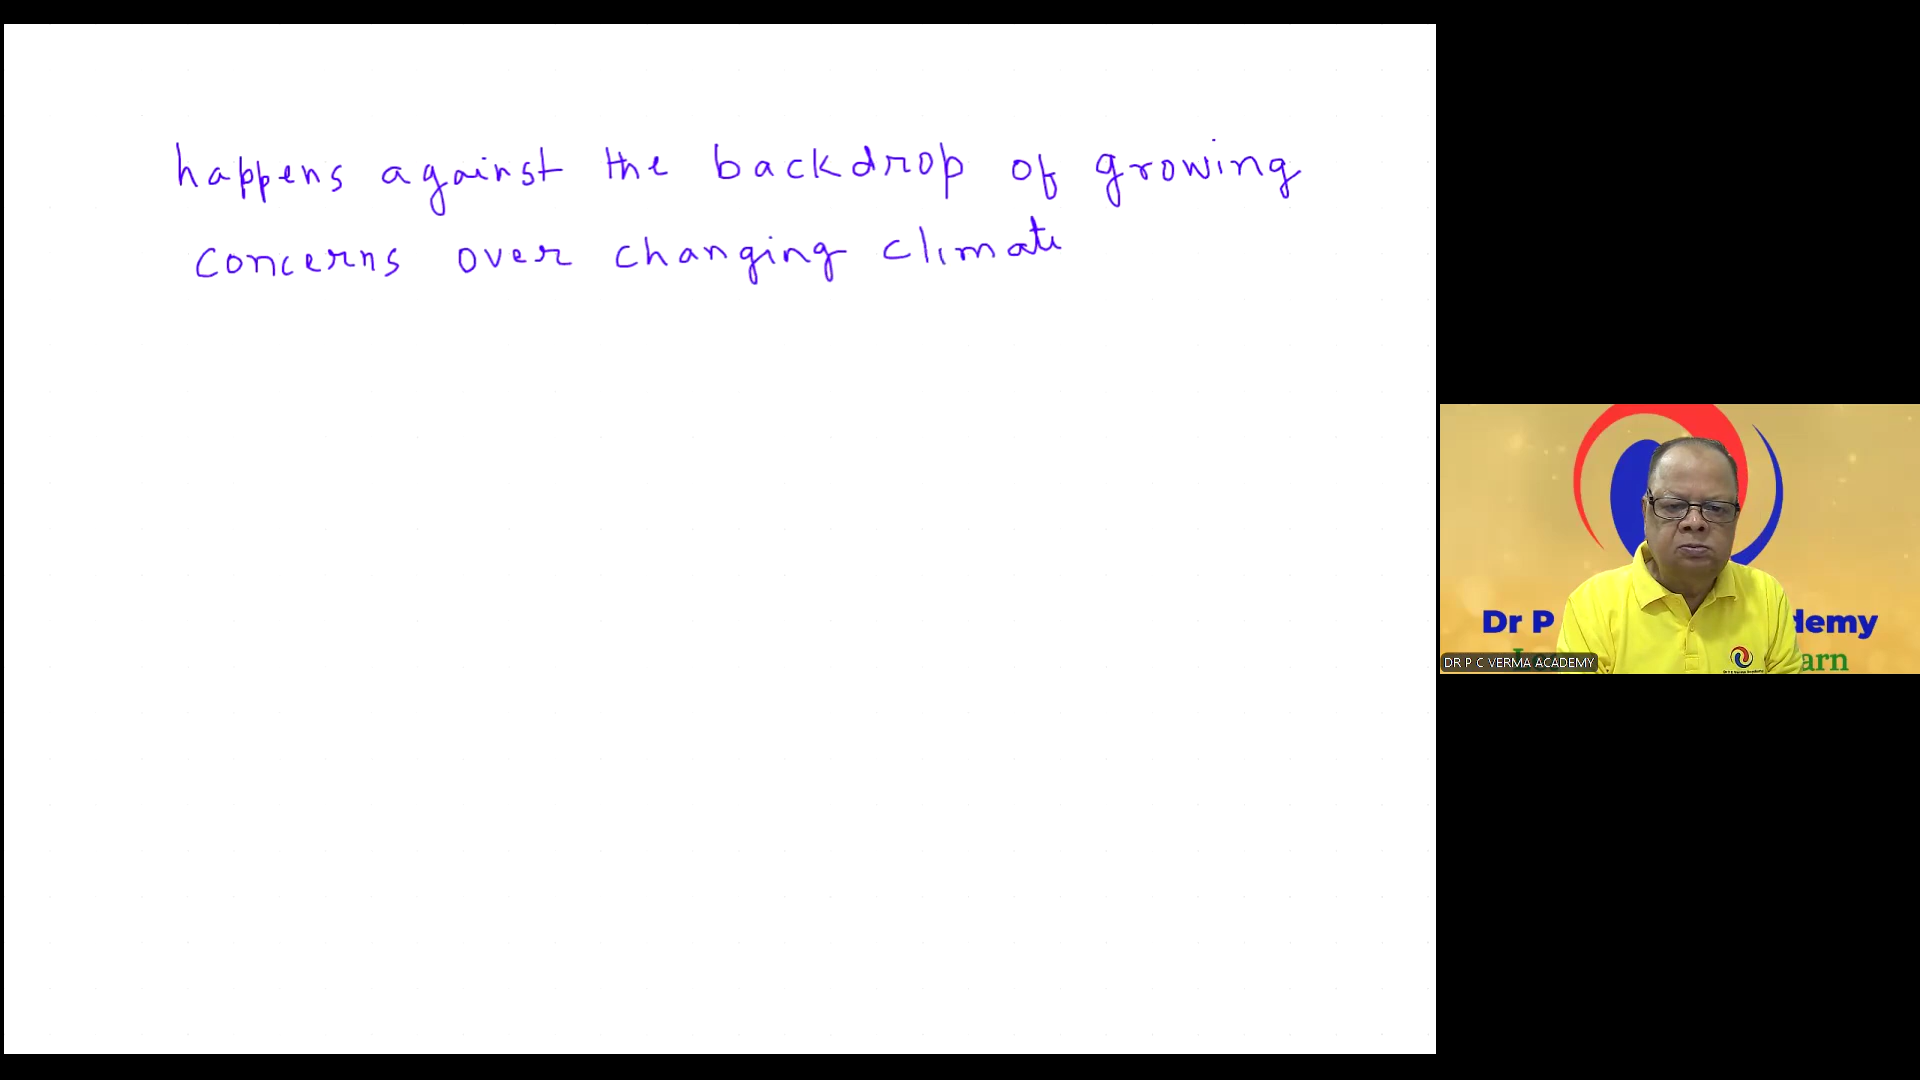 happens against the backdrop of growing
concerns over changing climate
Dr P demy
arn
DR P C VERMA ACADEMY